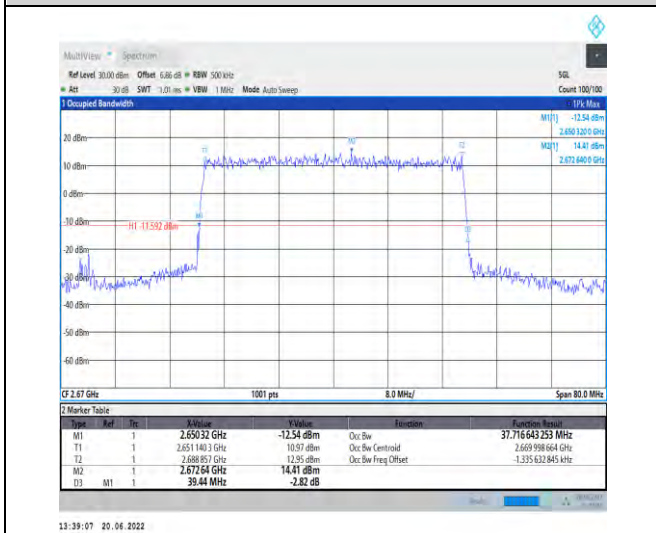 MultiView Spectrum
Ref Level 30.00 dBm Offset 6.86 dB RBW 500 kHz SGL
Att 30 dB SWT 1.01 ms VBW 1 MHz Mode Auto Sweep Count 100/100
1 Occupied Bandwidth 1Pk Max
M1[1] -12.54 dBm
2.650 320 0 GHz
M2[1] 14.41 dBm
2.672 640 0 GHz
20 dBm
10 dBm
0 dBm
-10 dBm
H1 -11.592 dBm
-20 dBm
-30 dBm
-40 dBm
-50 dBm
-60 dBm
CF 2.67 GHz 1001 pts 8.0 MHz/ Span 80.0 MHz
2 Marker Table
Type Ref Trc X-Value Y-Value Function Function Result
M1 1 2.65032 GHz -12.54 dBm Occ Bw 37.716 643 253 MHz
T1 1 2.651 140 3 GHz 10.97 dBm Occ Bw Centroid 2.669 998 664 GHz
T2 1 2.688 857 GHz 12.95 dBm Occ Bw Freq Offset -1.335 632 845 kHz
M2 1 2.672 64 GHz 14.41 dBm
D3 M1 1 39.44 MHz -2.82 dB
13:39:07 20.06.2022